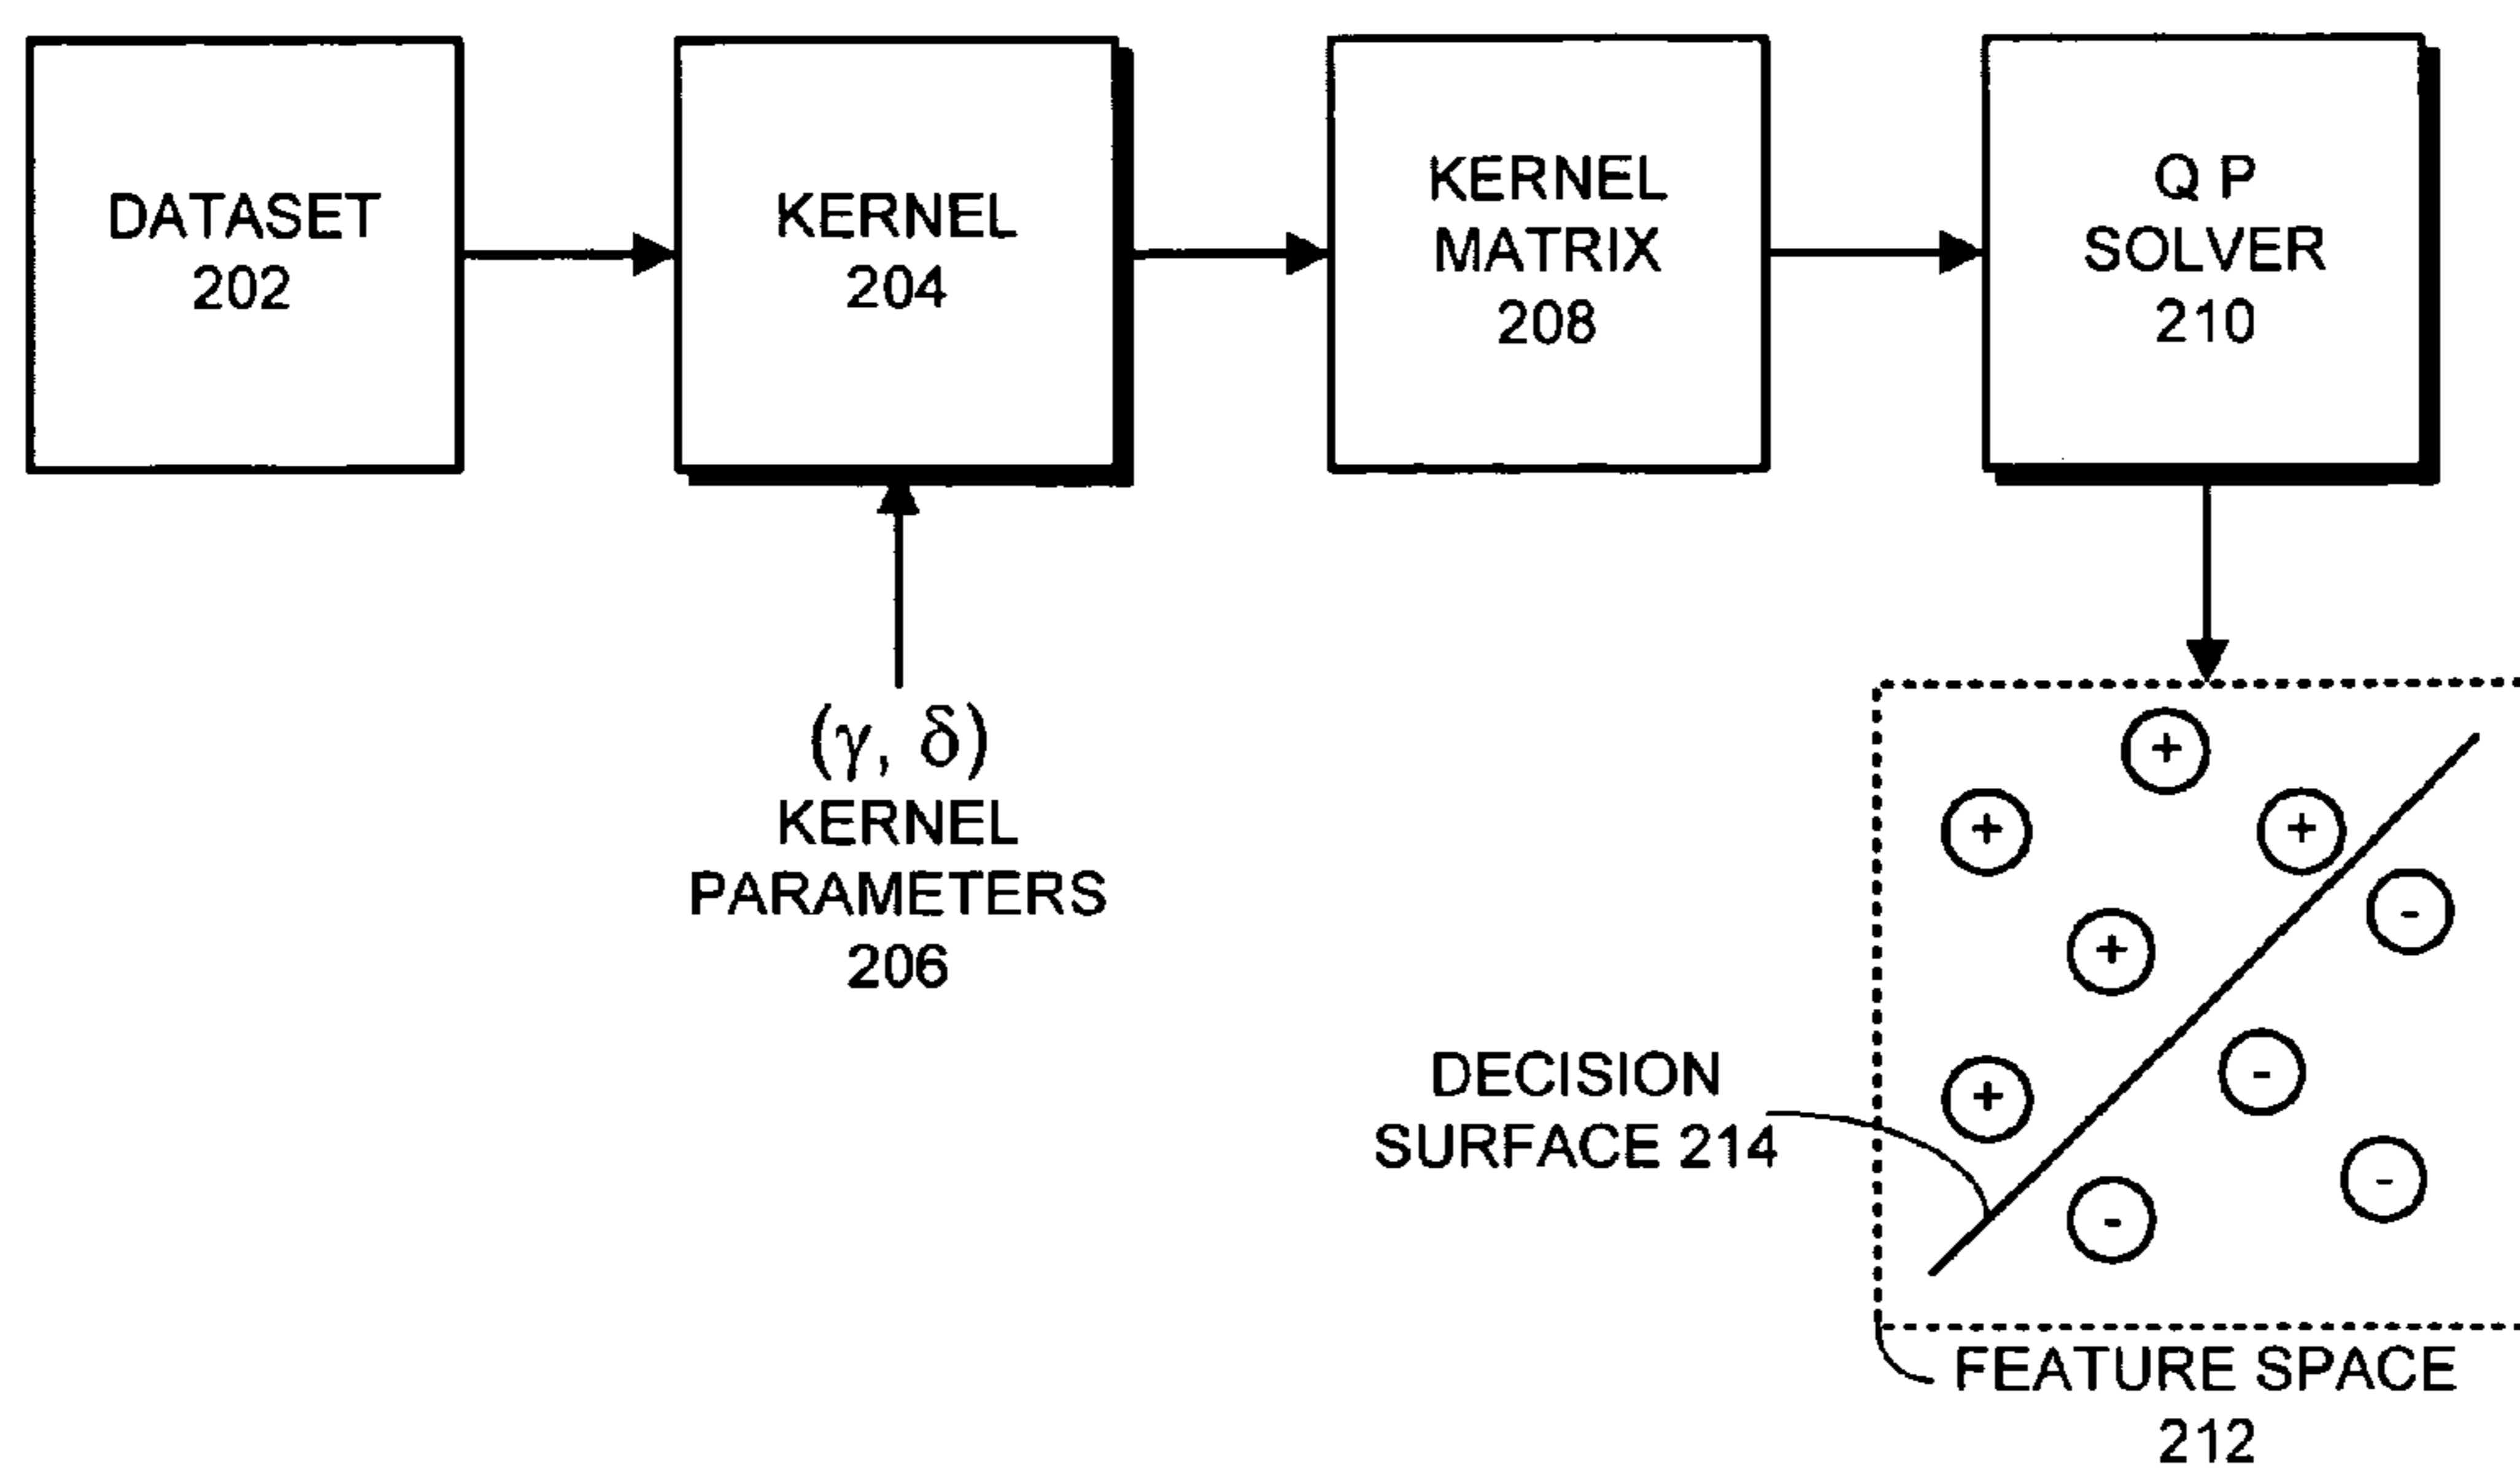 DATASET
202
KERNEL
204
KERNEL
MATRIX
208
Q P
SOLVER
210
(γ, δ)
KERNEL
PARAMETERS
206
+
+
+
-
+
-
+
-
-
DECISION
SURFACE 214
FEATURE SPACE
212